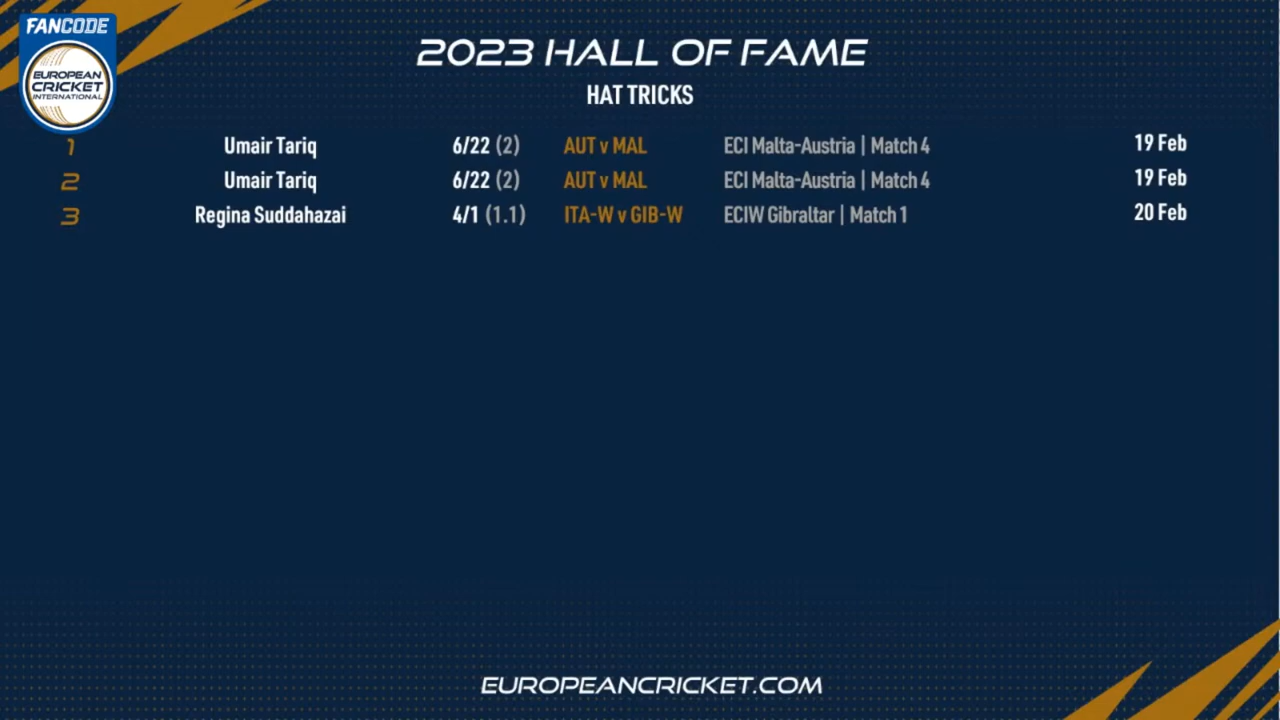 FANCODE
EUROPEAN
CRICKET
INTERNATIONAL
2023 HALL OF FAME
HAT TRICKS
1 Umair Tariq 6/22 (2) AUT v MAL ECI Malta-Austria | Match 4 19 Feb
2 Umair Tariq 6/22 (2) AUT v MAL ECI Malta-Austria | Match 4 19 Feb
3 Regina Suddahazai 4/1 (1.1) ITA-W v GIB-W ECIW Gibraltar | Match 1 20 Feb
EUROPEANCRICKET.COM